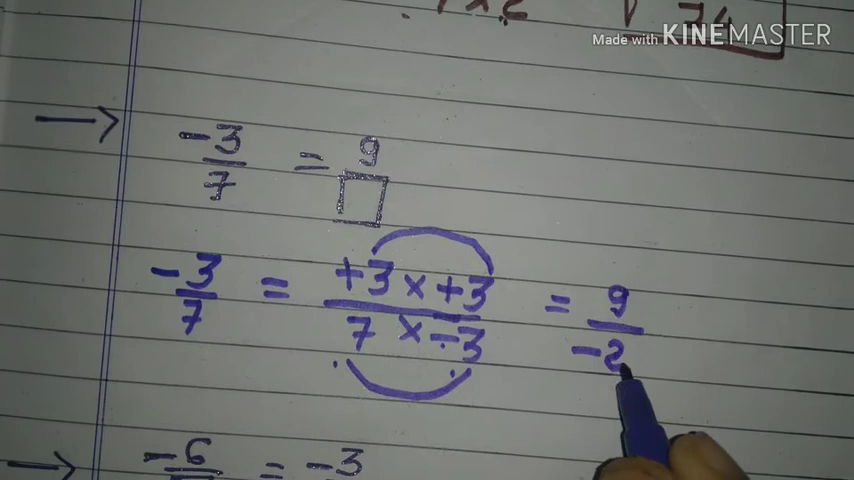 Made with KINEMASTER
→ -3/7 = 9/□
-3/7 = +3 × +3 / 7 × -3 = 9/-2
→ -6 = -3